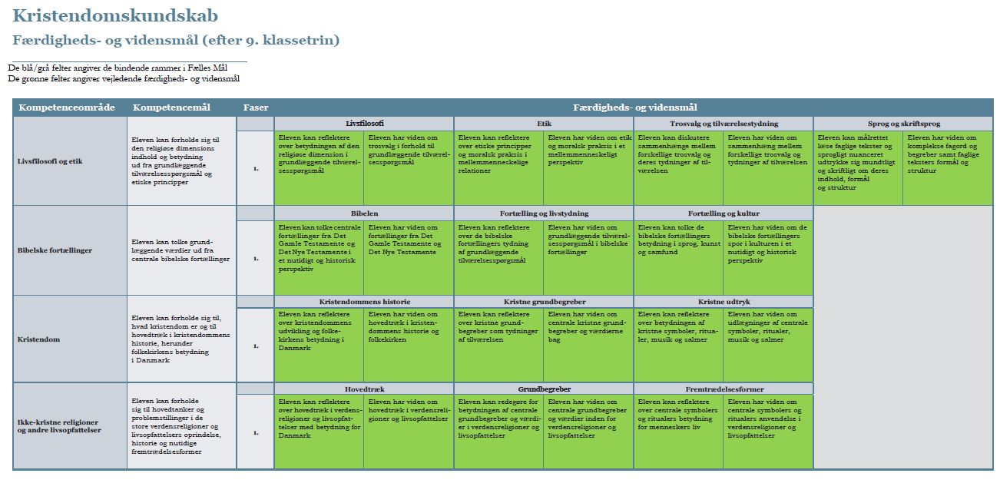 Kristendomskundskab
Færdigheds- og vidensmål (efter 9. klassetrin)
De blå/grå felter angiver de bindende rammer i Fælles Mål
De grønne felter angiver vejledende færdigheds- og vidensmål
Kompetenceområde
Kompetencemål
Faser
Færdigheds- og vidensmål
Livsfilosofi og etik
Eleven kan forholde sig til
den religiøse dimensions
indhold og betydning
ud fra grundlæggende
tilværelsesspørgsmål og
etiske principper
1.
Livsfilosofi
Eleven kan reflektere
over betydningen af den
religiøse dimension i
grundlæggende tilværel-
sesspørgsmål
Eleven har viden om
trosvalg i forhold til
grundlæggende tilværel-
sesspørgsmål
Etik
Eleven kan reflektere
over etiske principper
og moralsk praksis i
mellemmenneskelige
relationer
Eleven har viden om etik
og moralsk praksis i et
mellemmenneskeligt
perspektiv
Trosvalg og tilværelsestydning
Eleven kan diskutere
sammenhænge mellem
forskellige trosvalg og
deres tydninger af til-
værelsen
Eleven har viden om
sammenhæng mellem
forskellige trosvalg og
tydninger af tilværelsen
Sprog og skriftsprog
Eleven kan målrettet
læse faglige tekster og
sprogligt nuanceret
udtrykke sig mundtligt
og skriftligt om deres
indhold, formål
og struktur
Eleven har viden om
komplekse fagord og
begreber samt faglige
teksters formål og
struktur
Bibelske fortællinger
Eleven kan tolke grund-
læggende værdier ud fra
centrale bibelske fortællinger
1.
Bibelen
Eleven kan tolke centrale
fortællinger fra Det
Gamle Testamente og
Det Nye Testamente i
et nutidigt og historisk
perspektiv
Eleven har viden om
fortællinger fra Det
Gamle Testamente og
Det Nye Testamente
Fortælling og livstydning
Eleven kan reflektere
over de bibelske
fortællingers tydning
af grundlæggende
tilværelsesspørgsmål
Eleven har viden om
grundlæggende tilværel-
sesspørgsmål i bibelske
fortællinger
Fortælling og kultur
Eleven kan tolke de
bibelske fortællingers
betydning i sprog, kunst
og samfund
Eleven har viden om de
bibelske fortællingers
spor i kulturen i et
nutidigt og historisk
perspektiv
Kristendom
Eleven kan forholde sig til,
hvad kristendom er og til
hovedtræk i kristendommens
historie, herunder
folkekirkens betydning
i Danmark
1.
Kristendommens historie
Eleven kan reflektere
over kristendommens
udvikling og folke-
kirkens betydning i
Danmark
Eleven har viden om
hovedtræk i kristen-
dommens historie og
folkekirken
Kristne grundbegreber
Eleven kan reflektere
over kristne grund-
begreber som tydninger
af tilværelsen
Eleven har viden om
centrale kristne grund-
begreber og værdierne
bag
Kristne udtryk
Eleven kan reflektere
over betydningen af
kristne symboler, ritua-
ler, musik og salmer
Eleven har viden om
udlægninger af centrale
symboler, ritualer,
musik og salmer
Ikke-kristne religioner
og andre livsopfattelser
Eleven kan forholde
sig til hovedtanker og
problemstillinger i de
store verdensreligioner og
livsopfattelsers oprindelse,
historie og nutidige
fremtrædelsesformer
1.
Hovedtræk
Eleven kan reflektere
over hovedtræk i verdens-
religioner og livsopfat-
telser med betydning for
Danmark
Eleven har viden om
hovedtræk i verdensreli-
gioner og livsopfattelser
Grundbegreber
Eleven kan redegøre for
betydningen af centrale
grundbegreber og værdi-
er i verdensreligioner og
livsopfattelser
Eleven har viden om
centrale grundbegreber
og værdier inden for
verdensreligioner og
livsopfattelser
Fremtrædelsesformer
Eleven kan reflektere
over centrale symboler
og ritualers betydning
for menneskers liv
Eleven har viden om
centrale symbolers og
ritualers anvendelse i
verdensreligioner og
livsopfattelser